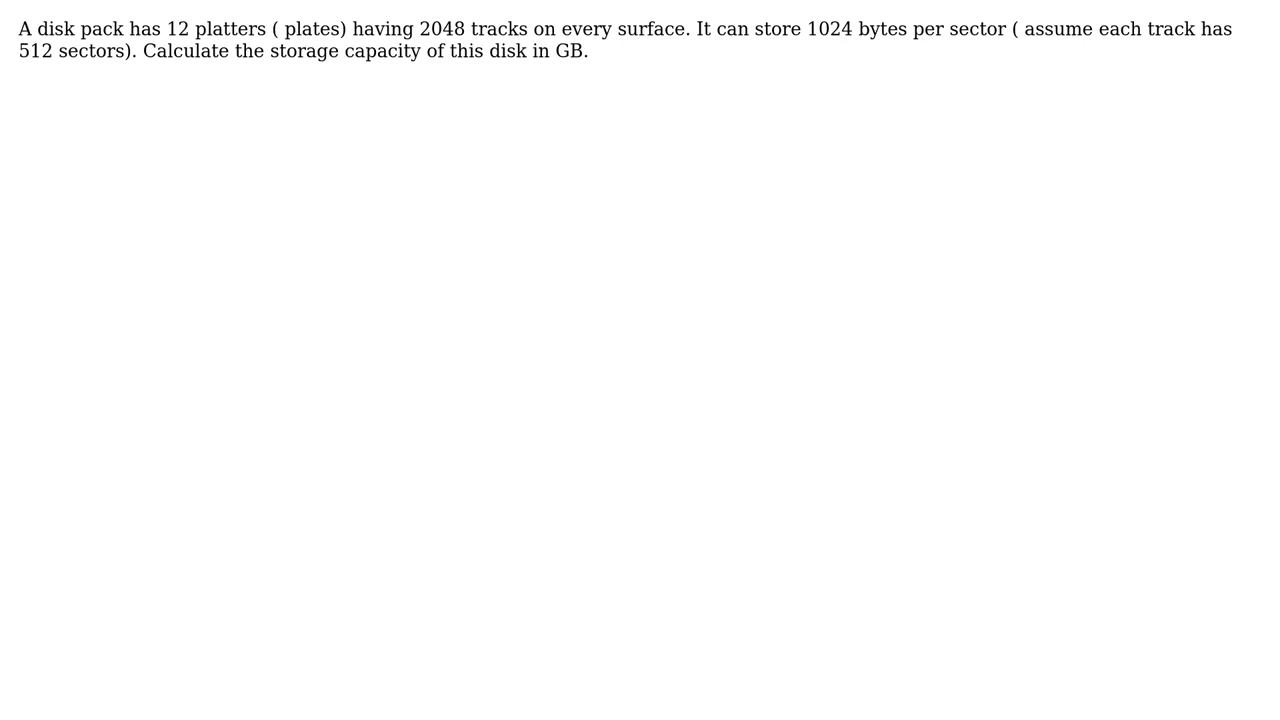 A disk pack has 12 platters ( plates) having 2048 tracks on every surface. It can store 1024 bytes per sector ( assume each track has
512 sectors). Calculate the storage capacity of this disk in GB.